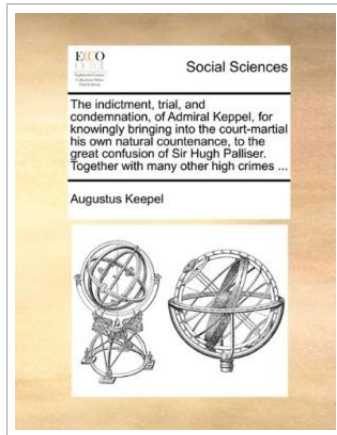 ECCO
Social Sciences
The indictment, trial, and
condemnation, of Admiral Keppel, for
knowingly bringing into the court-martial
his own natural countenance, to the
great confusion of Sir Hugh Palliser.
Together with many other high crimes ...
Augustus Keepel